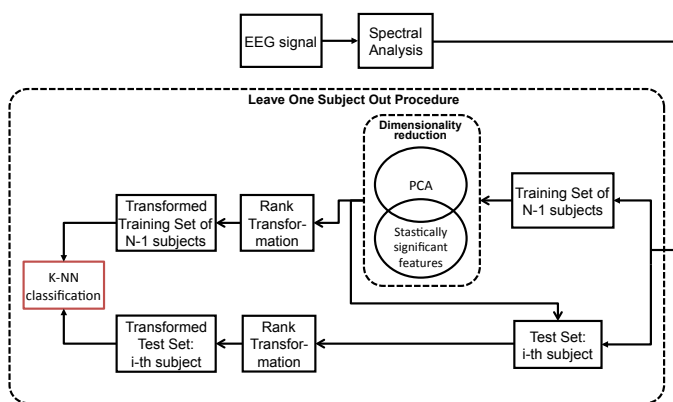 EEG signal
Spectral
Analysis
Leave One Subject Out Procedure
Dimensionality
reduction
PCA
Stastically
significant
features
Training Set of
N-1 subjects
Rank
Transfor-
mation
Transformed
Training Set of
N-1 subjects
K-NN
classification
Transformed
Test Set:
i-th subject
Rank
Transfor-
mation
Test Set:
i-th subject